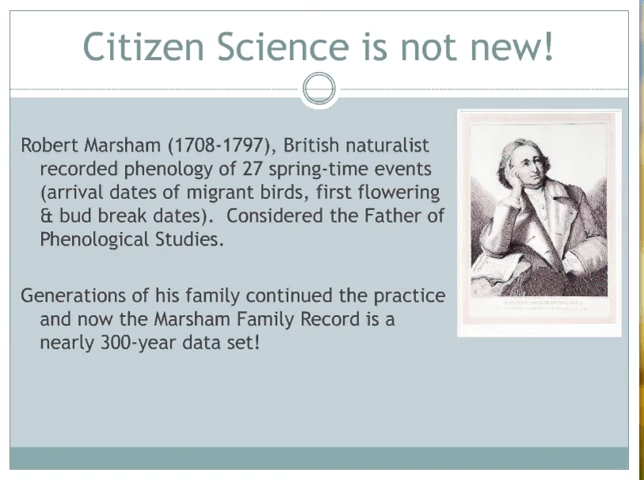 Citizen Science is not new!
Robert Marsham (1708-1797), British naturalist
recorded phenology of 27 spring-time events
(arrival dates of migrant birds, first flowering
& bud break dates).  Considered the Father of
Phenological Studies.
Generations of his family continued the practice
and now the Marsham Family Record is a
nearly 300-year data set!